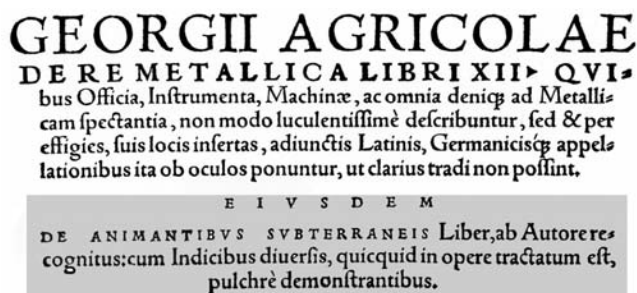 GEORGII AGRICOLAE
DE RE METALLICA LIBRI XII▸ QVI⸗
bus Officia, Inſtrumenta, Machinæ, ac omnia deniqꝫ ad Metalli⸗
cam ſpectantia, non modo luculentiſſimè deſcribuntur, ſed & per
effigies, ſuis locis inſertas, adiunctis Latinis, Germanicisq́ꝫ appel⸗
lationibus ita ob oculos ponuntur, ut clarius tradi non poſſint.
EIVSDEM
DE ANIMANTIBVS SVBTERRANEIS Liber, ab Autore re⸗
cognitus: cum Indicibus diuerſis, quicquid in opere tractatum eſt,
pulchrè demonſtrantibus.